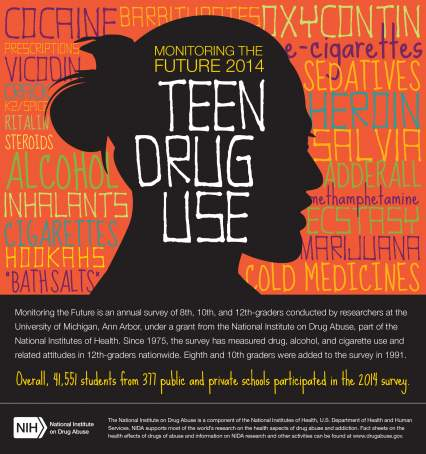 COCAINE BARBITURATES OXYCONTIN
PRESCRIPTIONS e-cigarettes
VICODIN SEDATIVES
CRACK
K2/SPICE HEROIN
RITALIN SALVIA
STEROIDS
ALCOHOL ADDERALL
INHALANTS methamphetamine
CIGARETTES ECSTASY
HOOKAHS MARIJUANA
"BATH SALTS" COLD MEDICINES
MONITORING THE
FUTURE 2014
TEEN
DRUG
USE
Monitoring the Future is an annual survey of 8th, 10th, and 12th-graders conducted by researchers at the
University of Michigan, Ann Arbor, under a grant from the National Institute on Drug Abuse, part of the
National Institutes of Health. Since 1975, the survey has measured drug, alcohol, and cigarette use and
related attitudes in 12th-graders nationwide. Eighth and 10th graders were added to the survey in 1991.
Overall, 41,551 students from 377 public and private schools participated in the 2014 survey.
NIH National Institute
on Drug Abuse
The National Institute on Drug Abuse is a component of the National Institutes of Health, U.S. Department of Health and Human
Services. NIDA supports most of the world's research on the health aspects of drug abuse and addiction. Fact sheets on the
health effects of drugs of abuse and information on NIDA research and other activities can be found at www.drugabuse.gov.